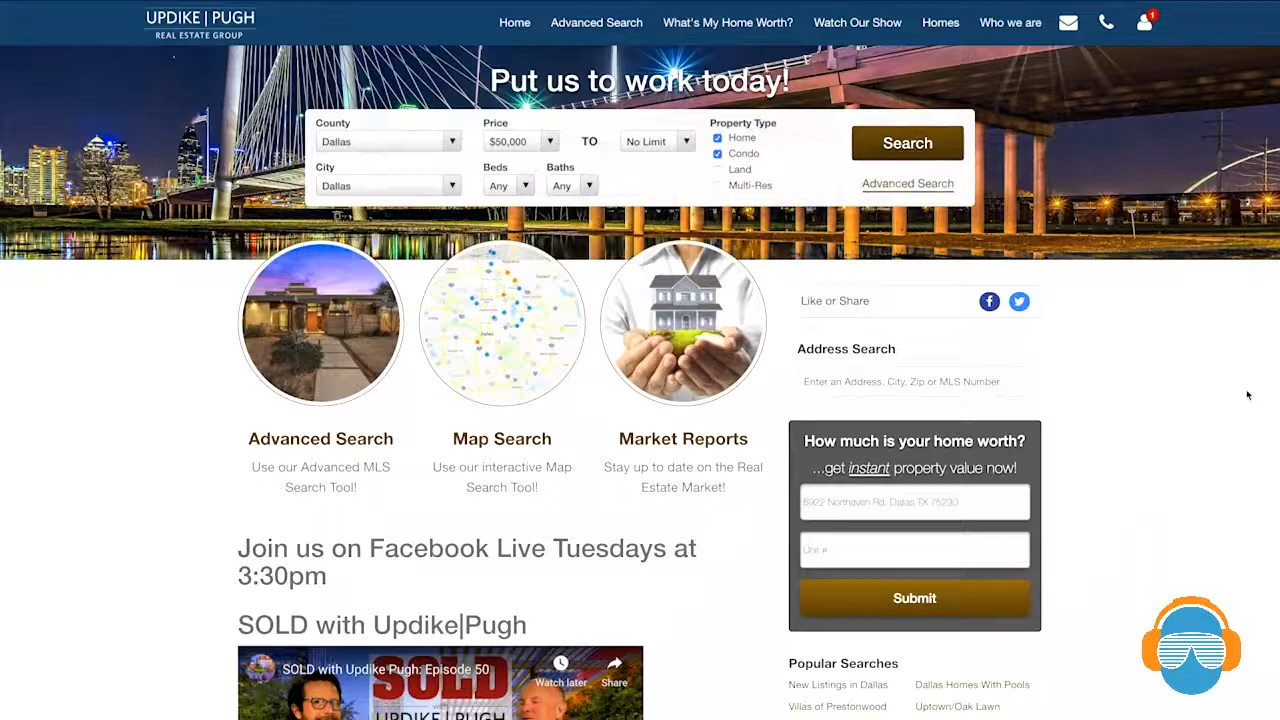 UPDIKE | PUGH
REAL ESTATE GROUP
Home Advanced Search What's My Home Worth? Watch Our Show Homes Who we are 1
Put us to work today!
County Price Property Type
Dallas $50,000 TO No Limit Home
Condo
City Beds Baths Land
Dallas Any Any Multi-Res
Search
Advanced Search
Like or Share
Address Search
Enter an Address, City, Zip or MLS Number
Advanced Search
Use our Advanced MLS
Search Tool!
Map Search
Use our interactive Map
Search Tool!
Market Reports
Stay up to date on the Real
Estate Market!
How much is your home worth?
...get instant property value now!
6922 Northaven Rd. Dallas TX 75230
Unit #
Submit
Join us on Facebook Live Tuesdays at
3:30pm
SOLD with Updike|Pugh
SOLD with Updike Pugh: Episode 50
Watch later Share
SOLD
with
UPDIKE | PUGH
Popular Searches
New Listings in Dallas Dallas Homes With Pools
Villas of Prestonwood Uptown/Oak Lawn